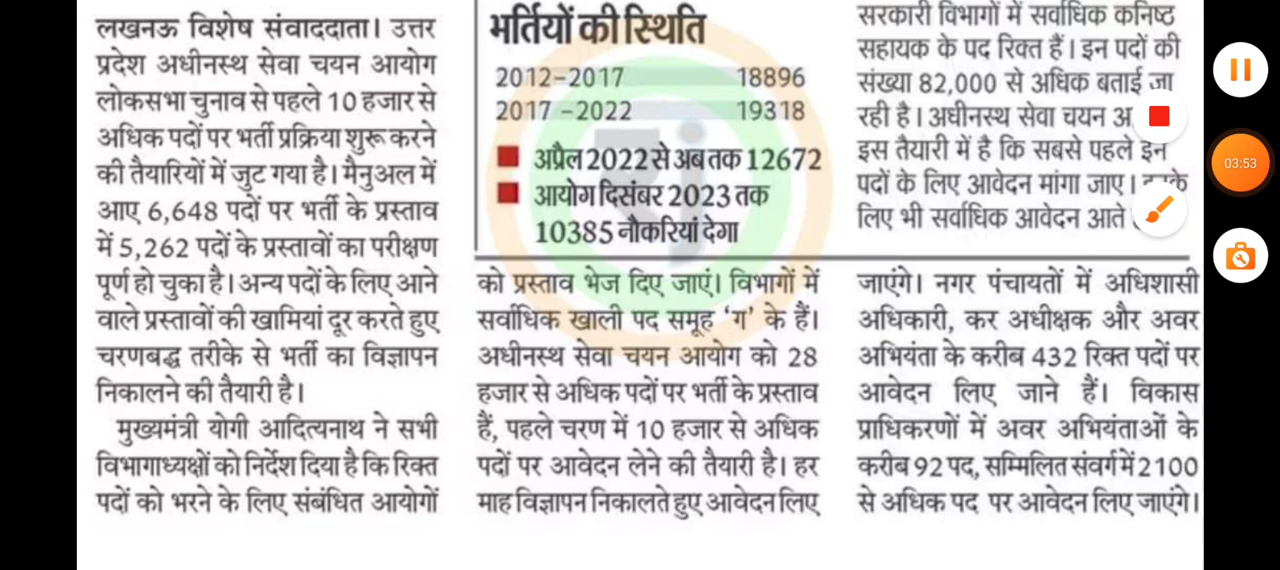 लखनऊ विशेष संवाददाता। उत्तर
प्रदेश अधीनस्थ सेवा चयन आयोग
लोकसभा चुनाव से पहले 10 हजार से
अधिक पदों पर भर्ती प्रक्रिया शुरू करने
की तैयारियों में जुट गया है। मैनुअल में
आए 6,648 पदों पर भर्ती के प्रस्ताव
में 5,262 पदों के प्रस्तावों का परीक्षण
पूर्ण हो चुका है। अन्य पदों के लिए आने
वाले प्रस्तावों की खामियां दूर करते हुए
चरणबद्ध तरीके से भर्ती का विज्ञापन
निकालने की तैयारी है।
मुख्यमंत्री योगी आदित्यनाथ ने सभी
विभागाध्यक्षों को निर्देश दिया है कि रिक्त
पदों को भरने के लिए संबंधित आयोगों
भर्तियों की स्थिति
2012-2017 18896
2017-2022 19318
अप्रैल 2022 से अब तक 12672
आयोग दिसंबर 2023 तक
10385 नौकरियां देगा
को प्रस्ताव भेज दिए जाएं। विभागों में
सर्वाधिक खाली पद समूह ‘ग’ के हैं।
अधीनस्थ सेवा चयन आयोग को 28
हजार से अधिक पदों पर भर्ती के प्रस्ताव
हैं, पहले चरण में 10 हजार से अधिक
पदों पर आवेदन लेने की तैयारी है। हर
माह विज्ञापन निकालते हुए आवेदन लिए
सरकारी विभागों में सर्वाधिक कनिष्ठ
सहायक के पद रिक्त हैं। इन पदों की
संख्या 82,000 से अधिक बताई जा
रही है। अधीनस्थ सेवा चयन
इस तैयारी में है कि सबसे पहले इन
पदों के लिए आवेदन मांगा जाए।
लिए भी सर्वाधिक आवेदन आते
जाएंगे। नगर पंचायतों में अधिशासी
अधिकारी, कर अधीक्षक और अवर
अभियंता के करीब 432 रिक्त पदों पर
आवेदन लिए जाने हैं। विकास
प्राधिकरणों में अवर अभियंताओं के
करीब 92 पद, सम्मिलित संवर्ग में 2100
से अधिक पद पर आवेदन लिए जाएंगे।
03:53